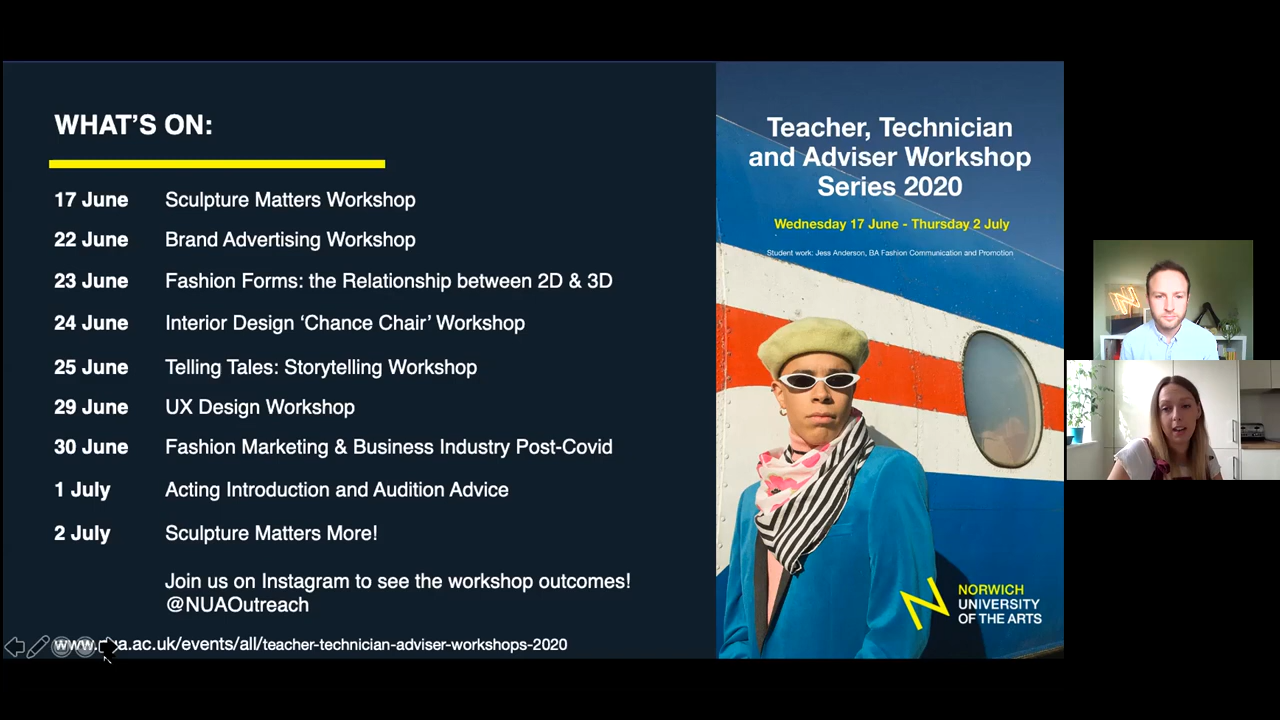 WHAT'S ON:
17 June Sculpture Matters Workshop
22 June Brand Advertising Workshop
23 June Fashion Forms: the Relationship between 2D & 3D
24 June Interior Design ‘Chance Chair’ Workshop
25 June Telling Tales: Storytelling Workshop
29 June UX Design Workshop
30 June Fashion Marketing & Business Industry Post-Covid
1 July Acting Introduction and Audition Advice
2 July Sculpture Matters More!
Join us on Instagram to see the workshop outcomes!
@NUAOutreach
www.nua.ac.uk/events/all/teacher-technician-adviser-workshops-2020
Teacher, Technician
and Adviser Workshop
Series 2020
Wednesday 17 June - Thursday 2 July
Student work: Jess Anderson, BA Fashion Communication and Promotion
NORWICH
UNIVERSITY
OF THE ARTS